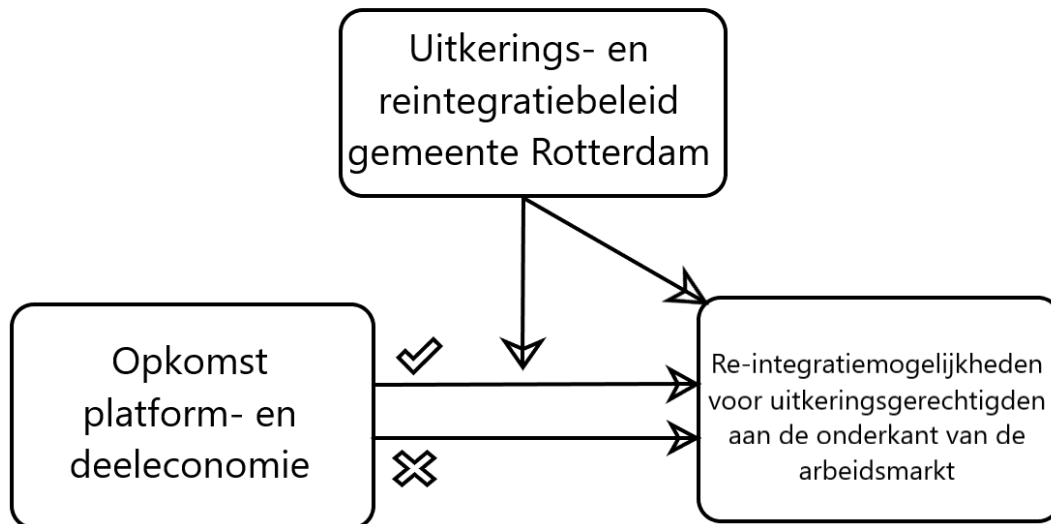 Uitkerings- en
reintegratiebeleid
gemeente Rotterdam
Opkomst
platform- en
deeleconomie
Re-integratiemogelijkheden
voor uitkeringsgerechtigden
aan de onderkant van de
arbeidsmarkt